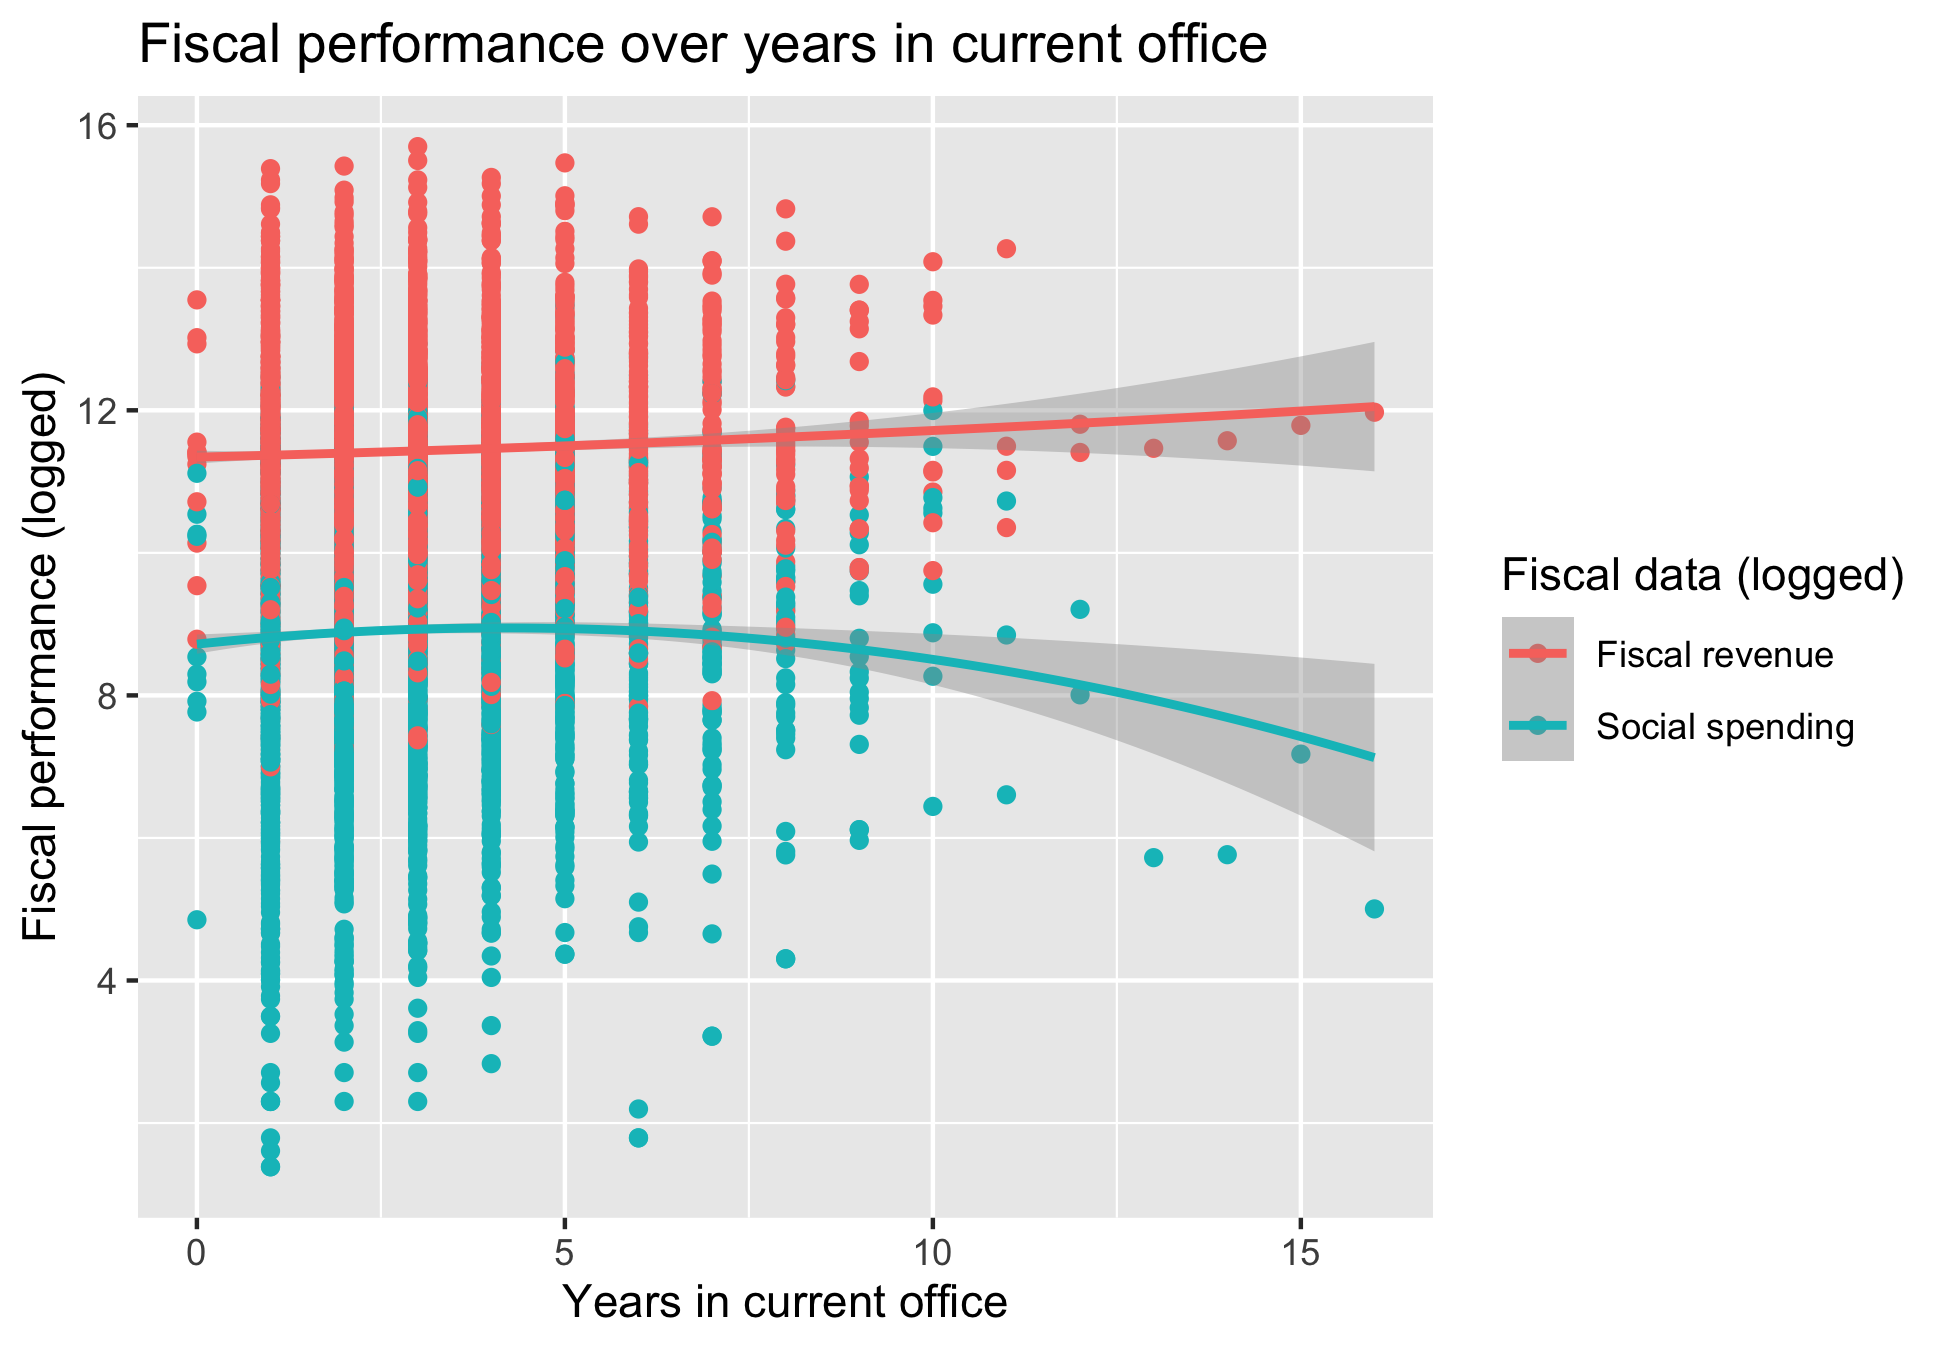 Fiscal performance over years in current office
16
12
8
4
Fiscal performance (logged)
0 5 10 15
Years in current office
Fiscal data (logged)
Fiscal revenue
Social spending